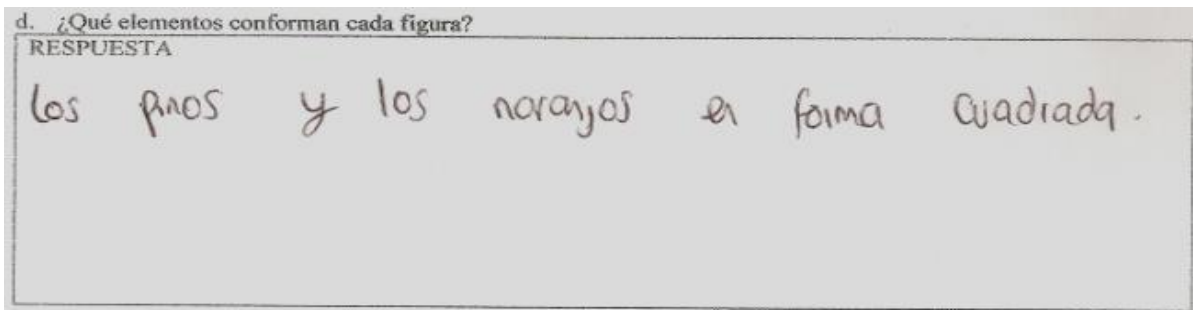 d. ¿Qué elementos conforman cada figura?
RESPUESTA
Los pinos y los naranjos en forma cuadrada.